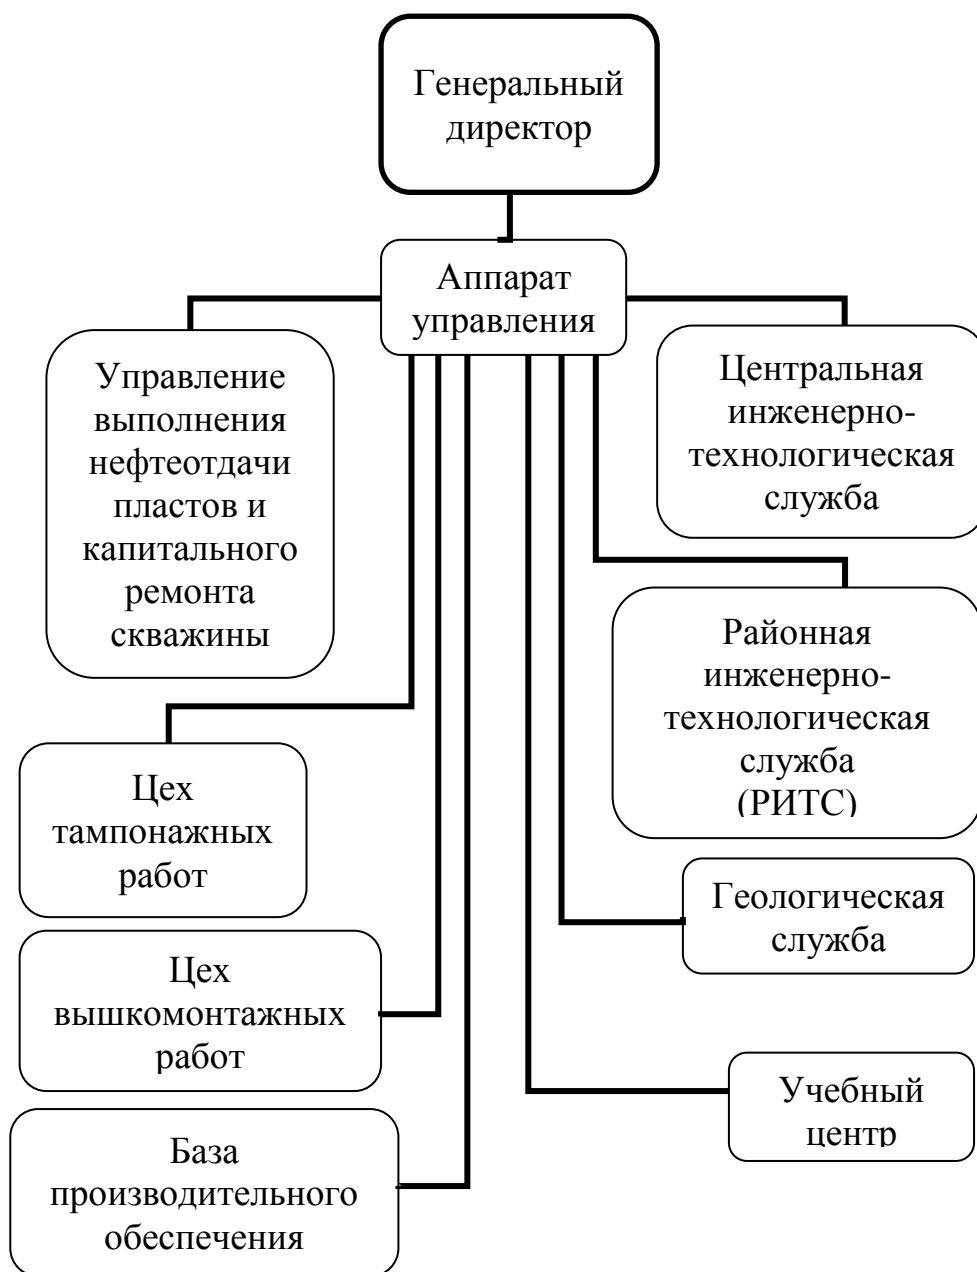 Генеральный
директор
Аппарат
управления
Управление
выполнения
нефтеотдачи
пластов и
капитального
ремонта
скважины
Центральная
инженерно-
технологическая
служба
Районная
инженерно-
технологическая
служба
(РИТС)
Цех
тампонажных
работ
Геологическая
служба
Цех
вышкомонтажных
работ
Учебный
центр
База
производительного
обеспечения